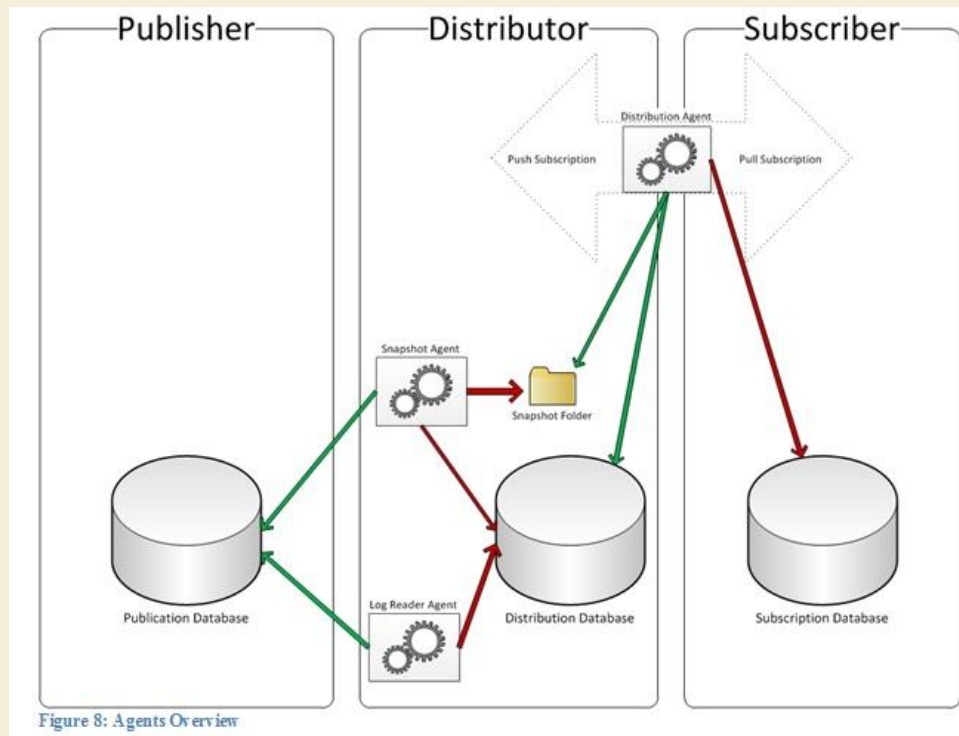 Publisher
Distributor
Subscriber
Distribution Agent
Push Subscription
Pull Subscription
Snapshot Agent
Snapshot Folder
Publication Database
Log Reader Agent
Distribution Database
Subscription Database
Figure 8: Agents Overview